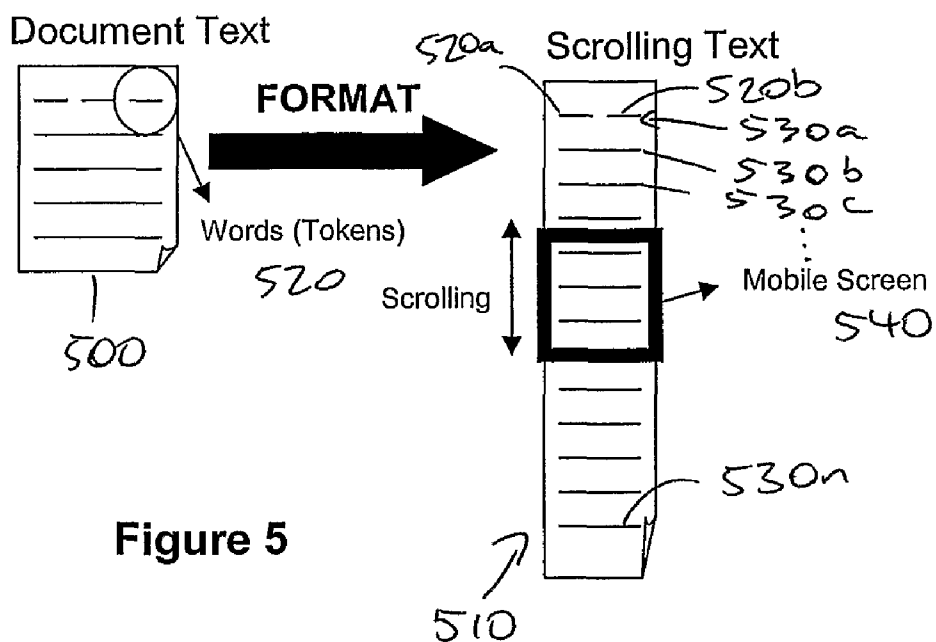 Document Text
520a
Scrolling Text
FORMAT
520b
530a
530b
530c
Words (Tokens)
520
Scrolling
Mobile Screen
540
500
530n
Figure 5
510